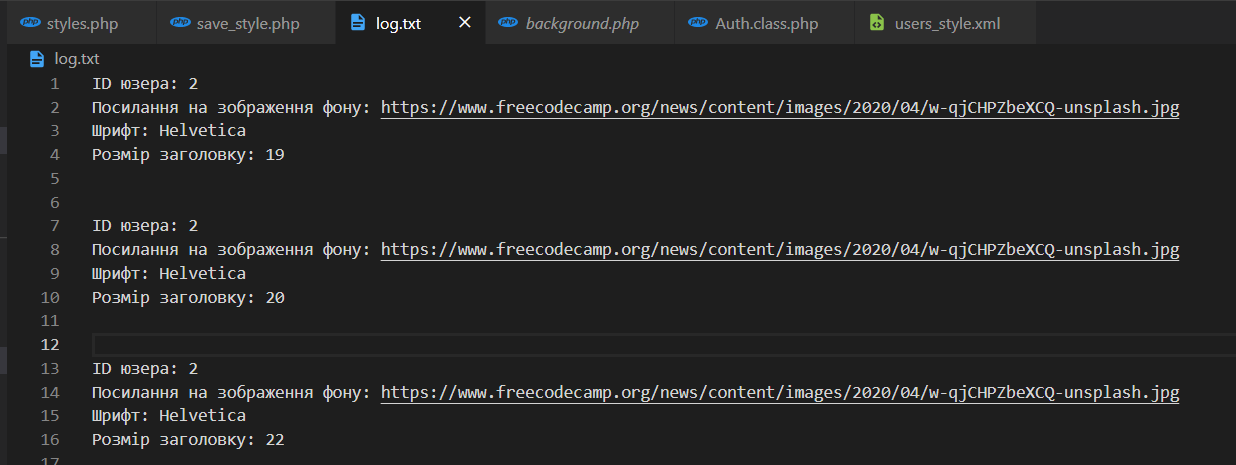 styles.php save_style.php log.txt background.php Auth.class.php users_style.xml
log.txt
1 ID юзера: 2
2 Посилання на зображення фону: https://www.freecodecamp.org/news/content/images/2020/04/w-qjCHPZbeXCQ-unsplash.jpg
3 Шрифт: Helvetica
4 Розмір заголовку: 19
5
6
7 ID юзера: 2
8 Посилання на зображення фону: https://www.freecodecamp.org/news/content/images/2020/04/w-qjCHPZbeXCQ-unsplash.jpg
9 Шрифт: Helvetica
10 Розмір заголовку: 20
11
12
13 ID юзера: 2
14 Посилання на зображення фону: https://www.freecodecamp.org/news/content/images/2020/04/w-qjCHPZbeXCQ-unsplash.jpg
15 Шрифт: Helvetica
16 Розмір заголовку: 22
17